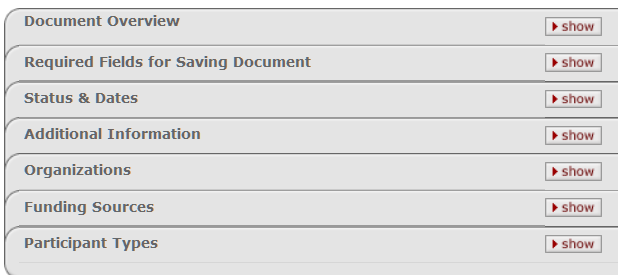 Document Overview show
Required Fields for Saving Document show
Status & Dates show
Additional Information show
Organizations show
Funding Sources show
Participant Types show